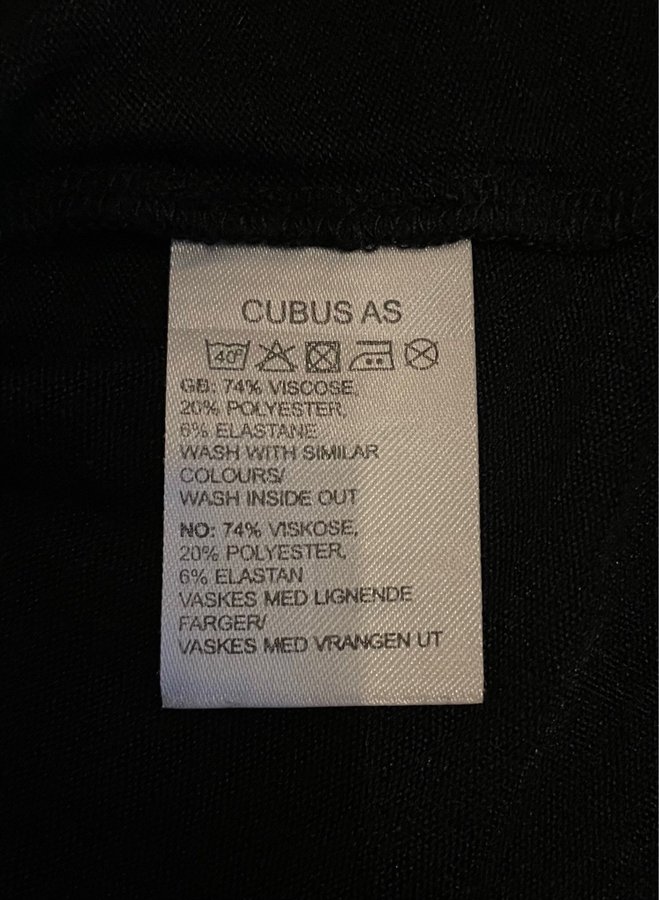 CUBUS AS
40°
GB: 74% VISCOSE,
20% POLYESTER,
6% ELASTANE
WASH WITH SIMILAR
COLOURS/
WASH INSIDE OUT
NO: 74% VISKOSE,
20% POLYESTER,
6% ELASTAN
VASKES MED LIGNENDE
FARGER/
VASKES MED VRANGEN UT